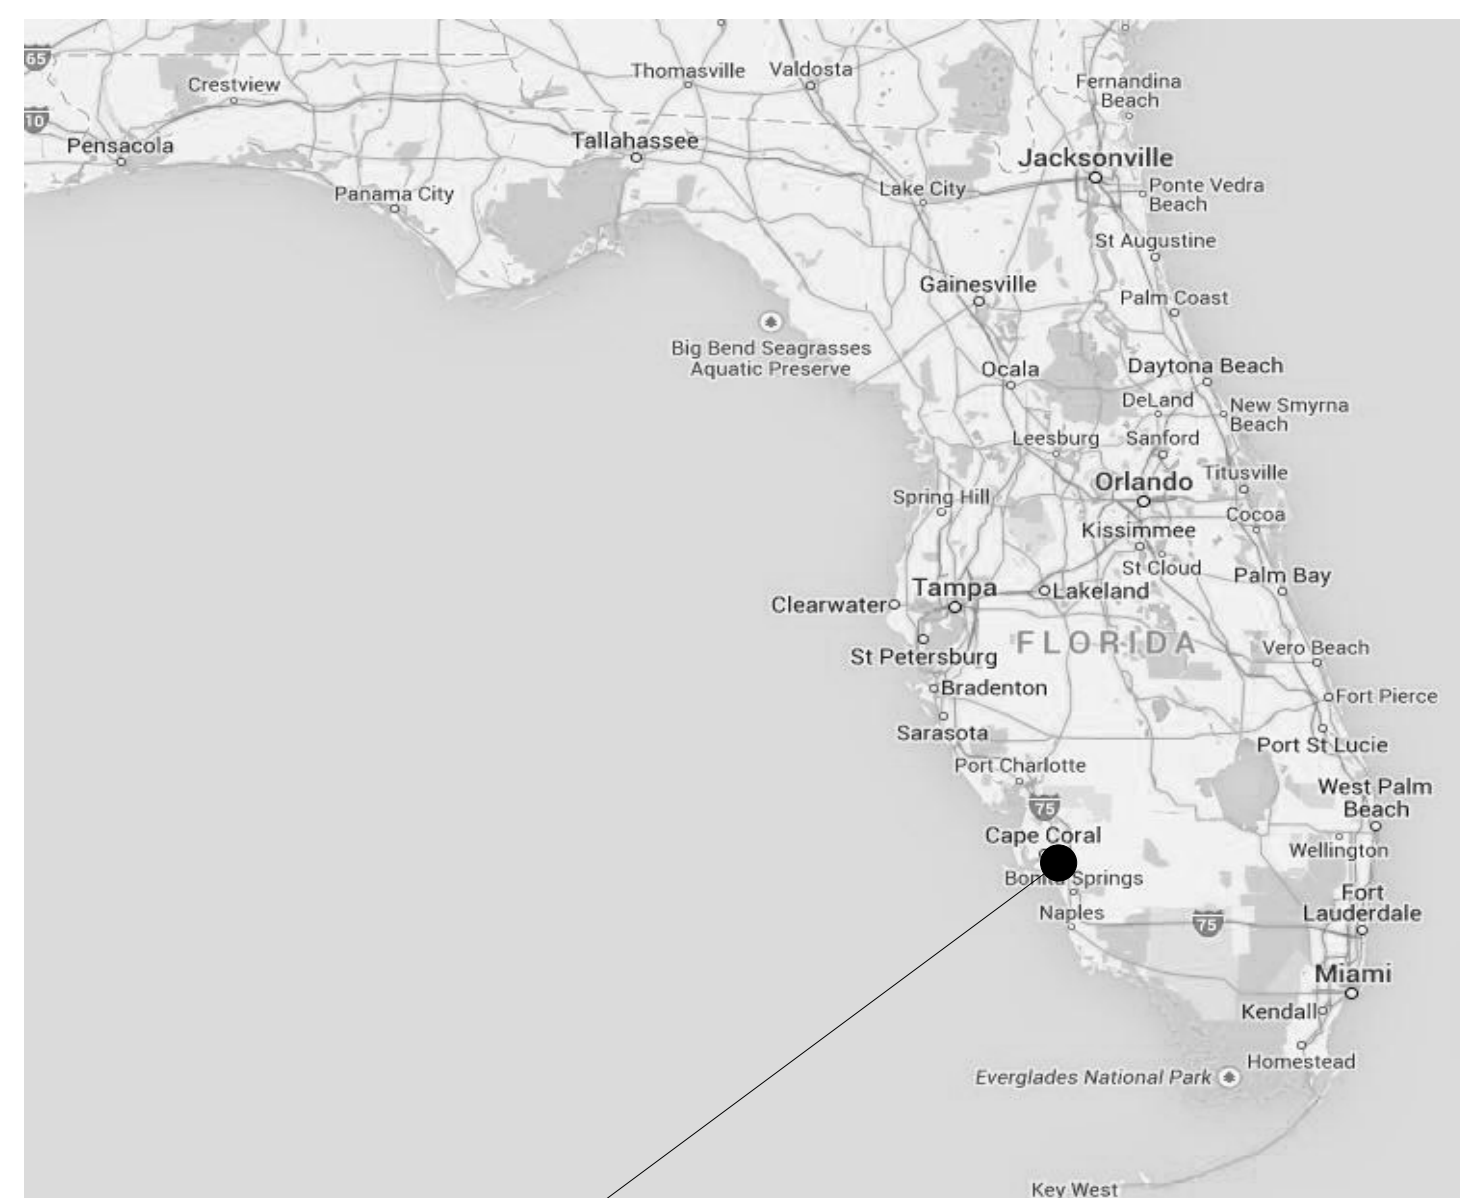 65
Thomasville
Valdosta
Crestview
Fernandina
Beach
10
Pensacola
Tallahassee
Jacksonville
Panama City
Lake City
Ponte Vedra
Beach
St Augustine
Gainesville
Palm Coast
Big Bend Seagrasses
Aquatic Preserve
Ocala
Daytona Beach
DeLand
New Smyrna
Beach
Leesburg
Sanford
Orlando
Titusville
Spring Hill
Cocoa
Kissimmee
St Cloud
Palm Bay
Tampa
Lakeland
Clearwater
FLORIDA
Vero Beach
St Petersburg
Bradenton
Fort Pierce
Sarasota
Port St Lucie
Port Charlotte
West Palm
Beach
75
Cape Coral
Wellington
Bonita Springs
Fort
Lauderdale
Naples
75
Miami
Kendall
Homestead
Everglades National Park
Key West